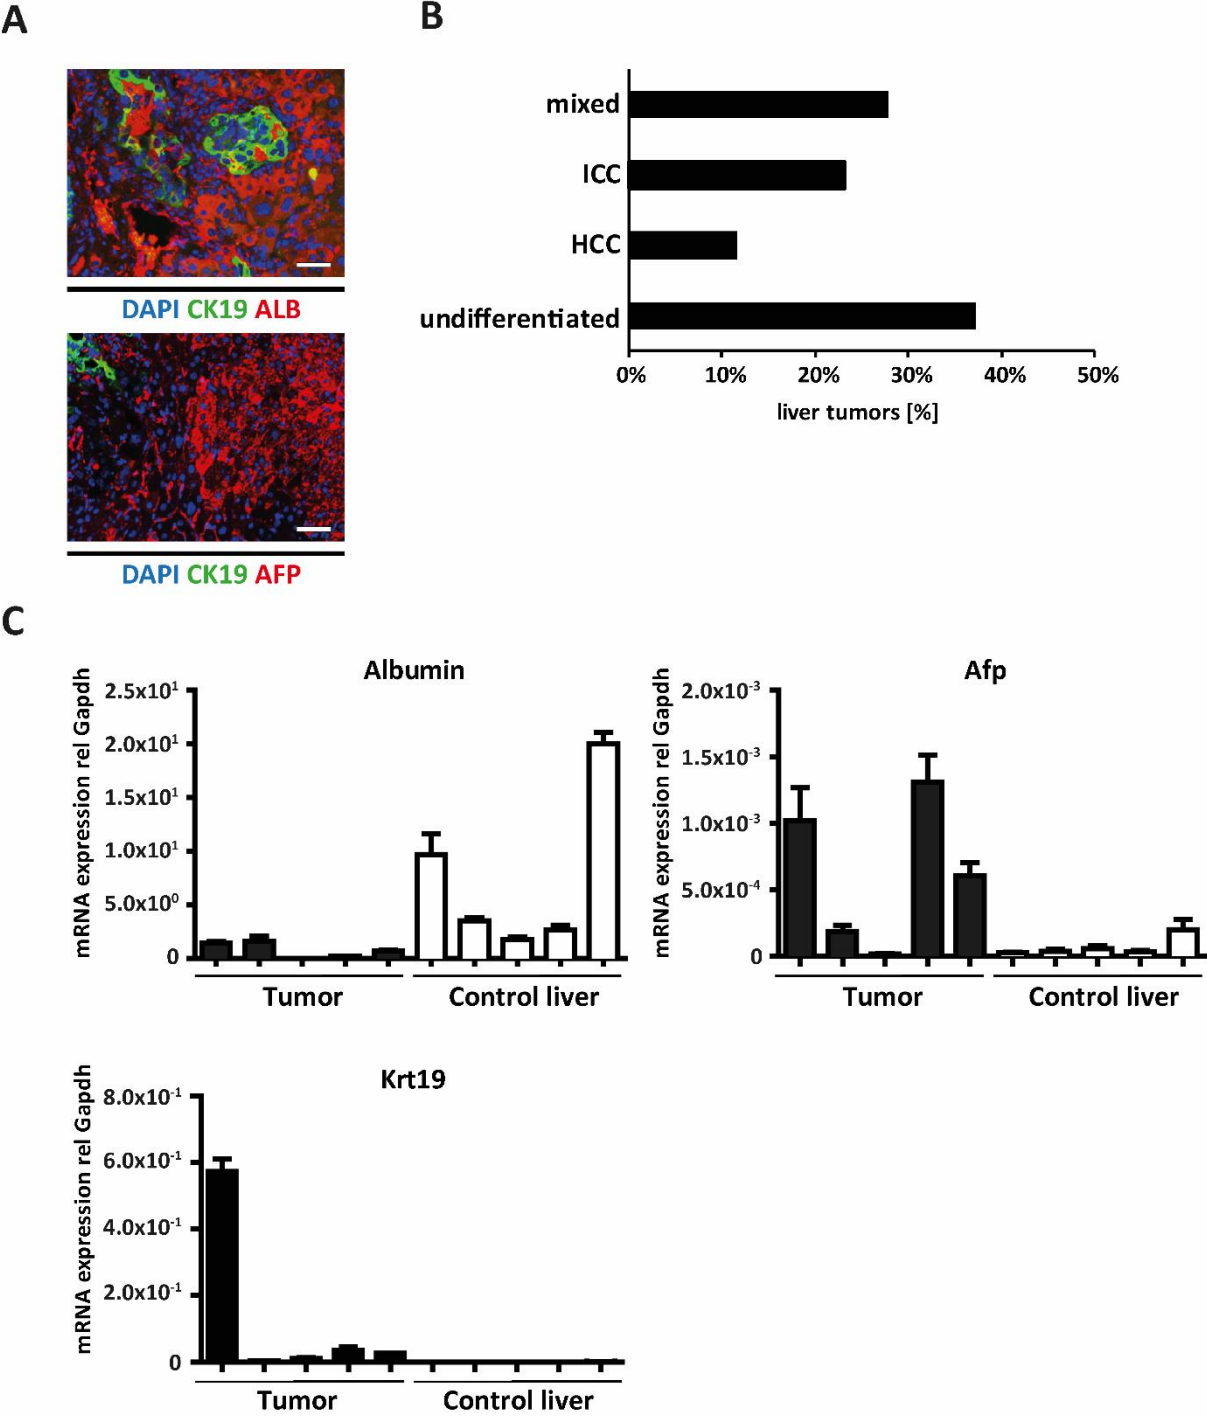 A
B
DAPI CK19 ALB
DAPI CK19 AFP
mixed
ICC
HCC
undifferentiated
0% 10% 20% 30% 40% 50%
liver tumors [%]
C
Albumin
mRNA expression rel Gapdh
2.5x10¹
2.0x10¹
1.5x10¹
1.0x10¹
5.0x10⁰
0
Tumor Control liver
Afp
mRNA expression rel Gapdh
2.0x10⁻³
1.5x10⁻³
1.0x10⁻³
5.0x10⁻⁴
0
Tumor Control liver
Krt19
mRNA expression rel Gapdh
8.0x10⁻¹
6.0x10⁻¹
4.0x10⁻¹
2.0x10⁻¹
0
Tumor Control liver